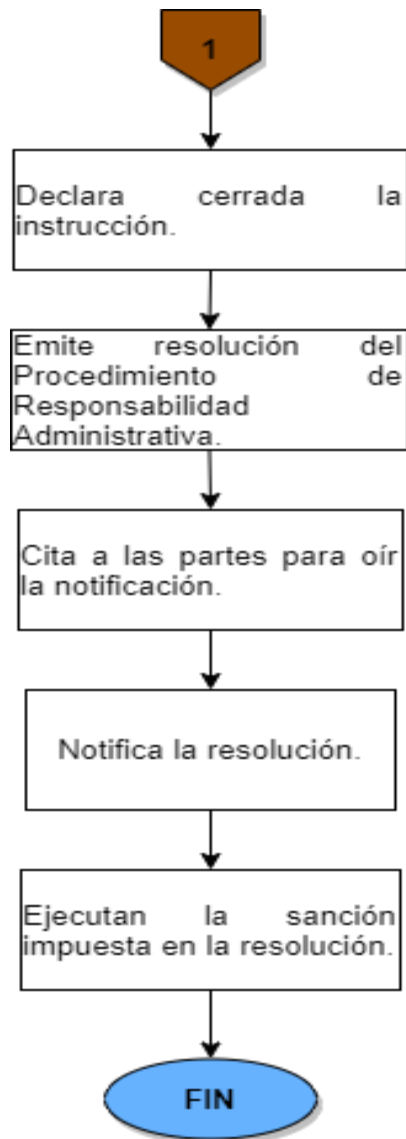 1
Declara cerrada la
instrucción.
Emite resolución del
Procedimiento de
Responsabilidad
Administrativa.
Cita a las partes para oír
la notificación.
Notifica la resolución.
Ejecutan la sanción
impuesta en la resolución.
FIN